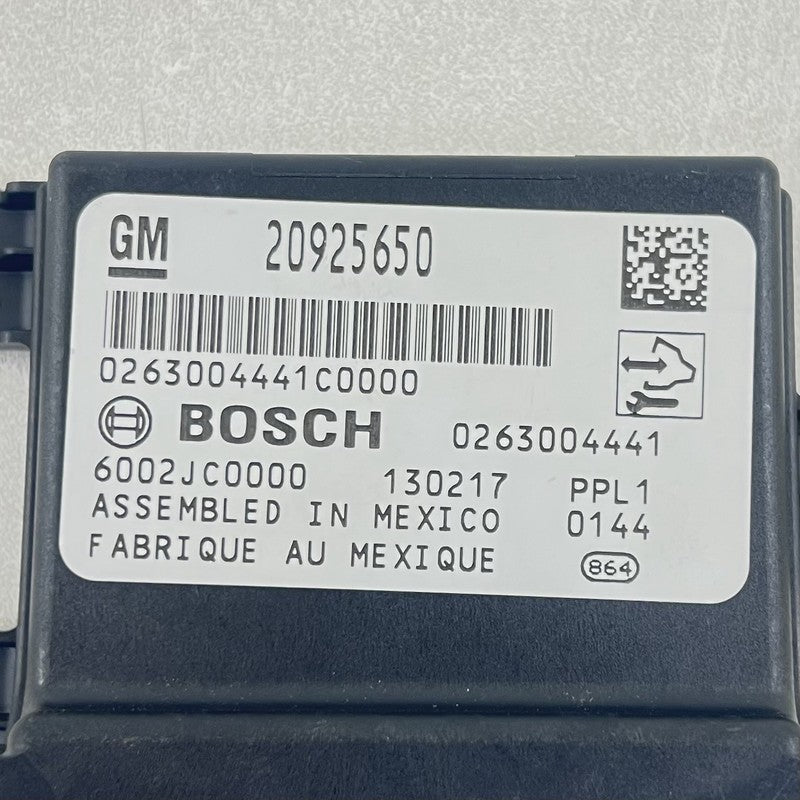 GM 20925650
0263004441C0000
BOSCH 0263004441
6002JC0000 130217 PPL1
ASSEMBLED IN MEXICO 0144
FABRIQUE AU MEXIQUE 864